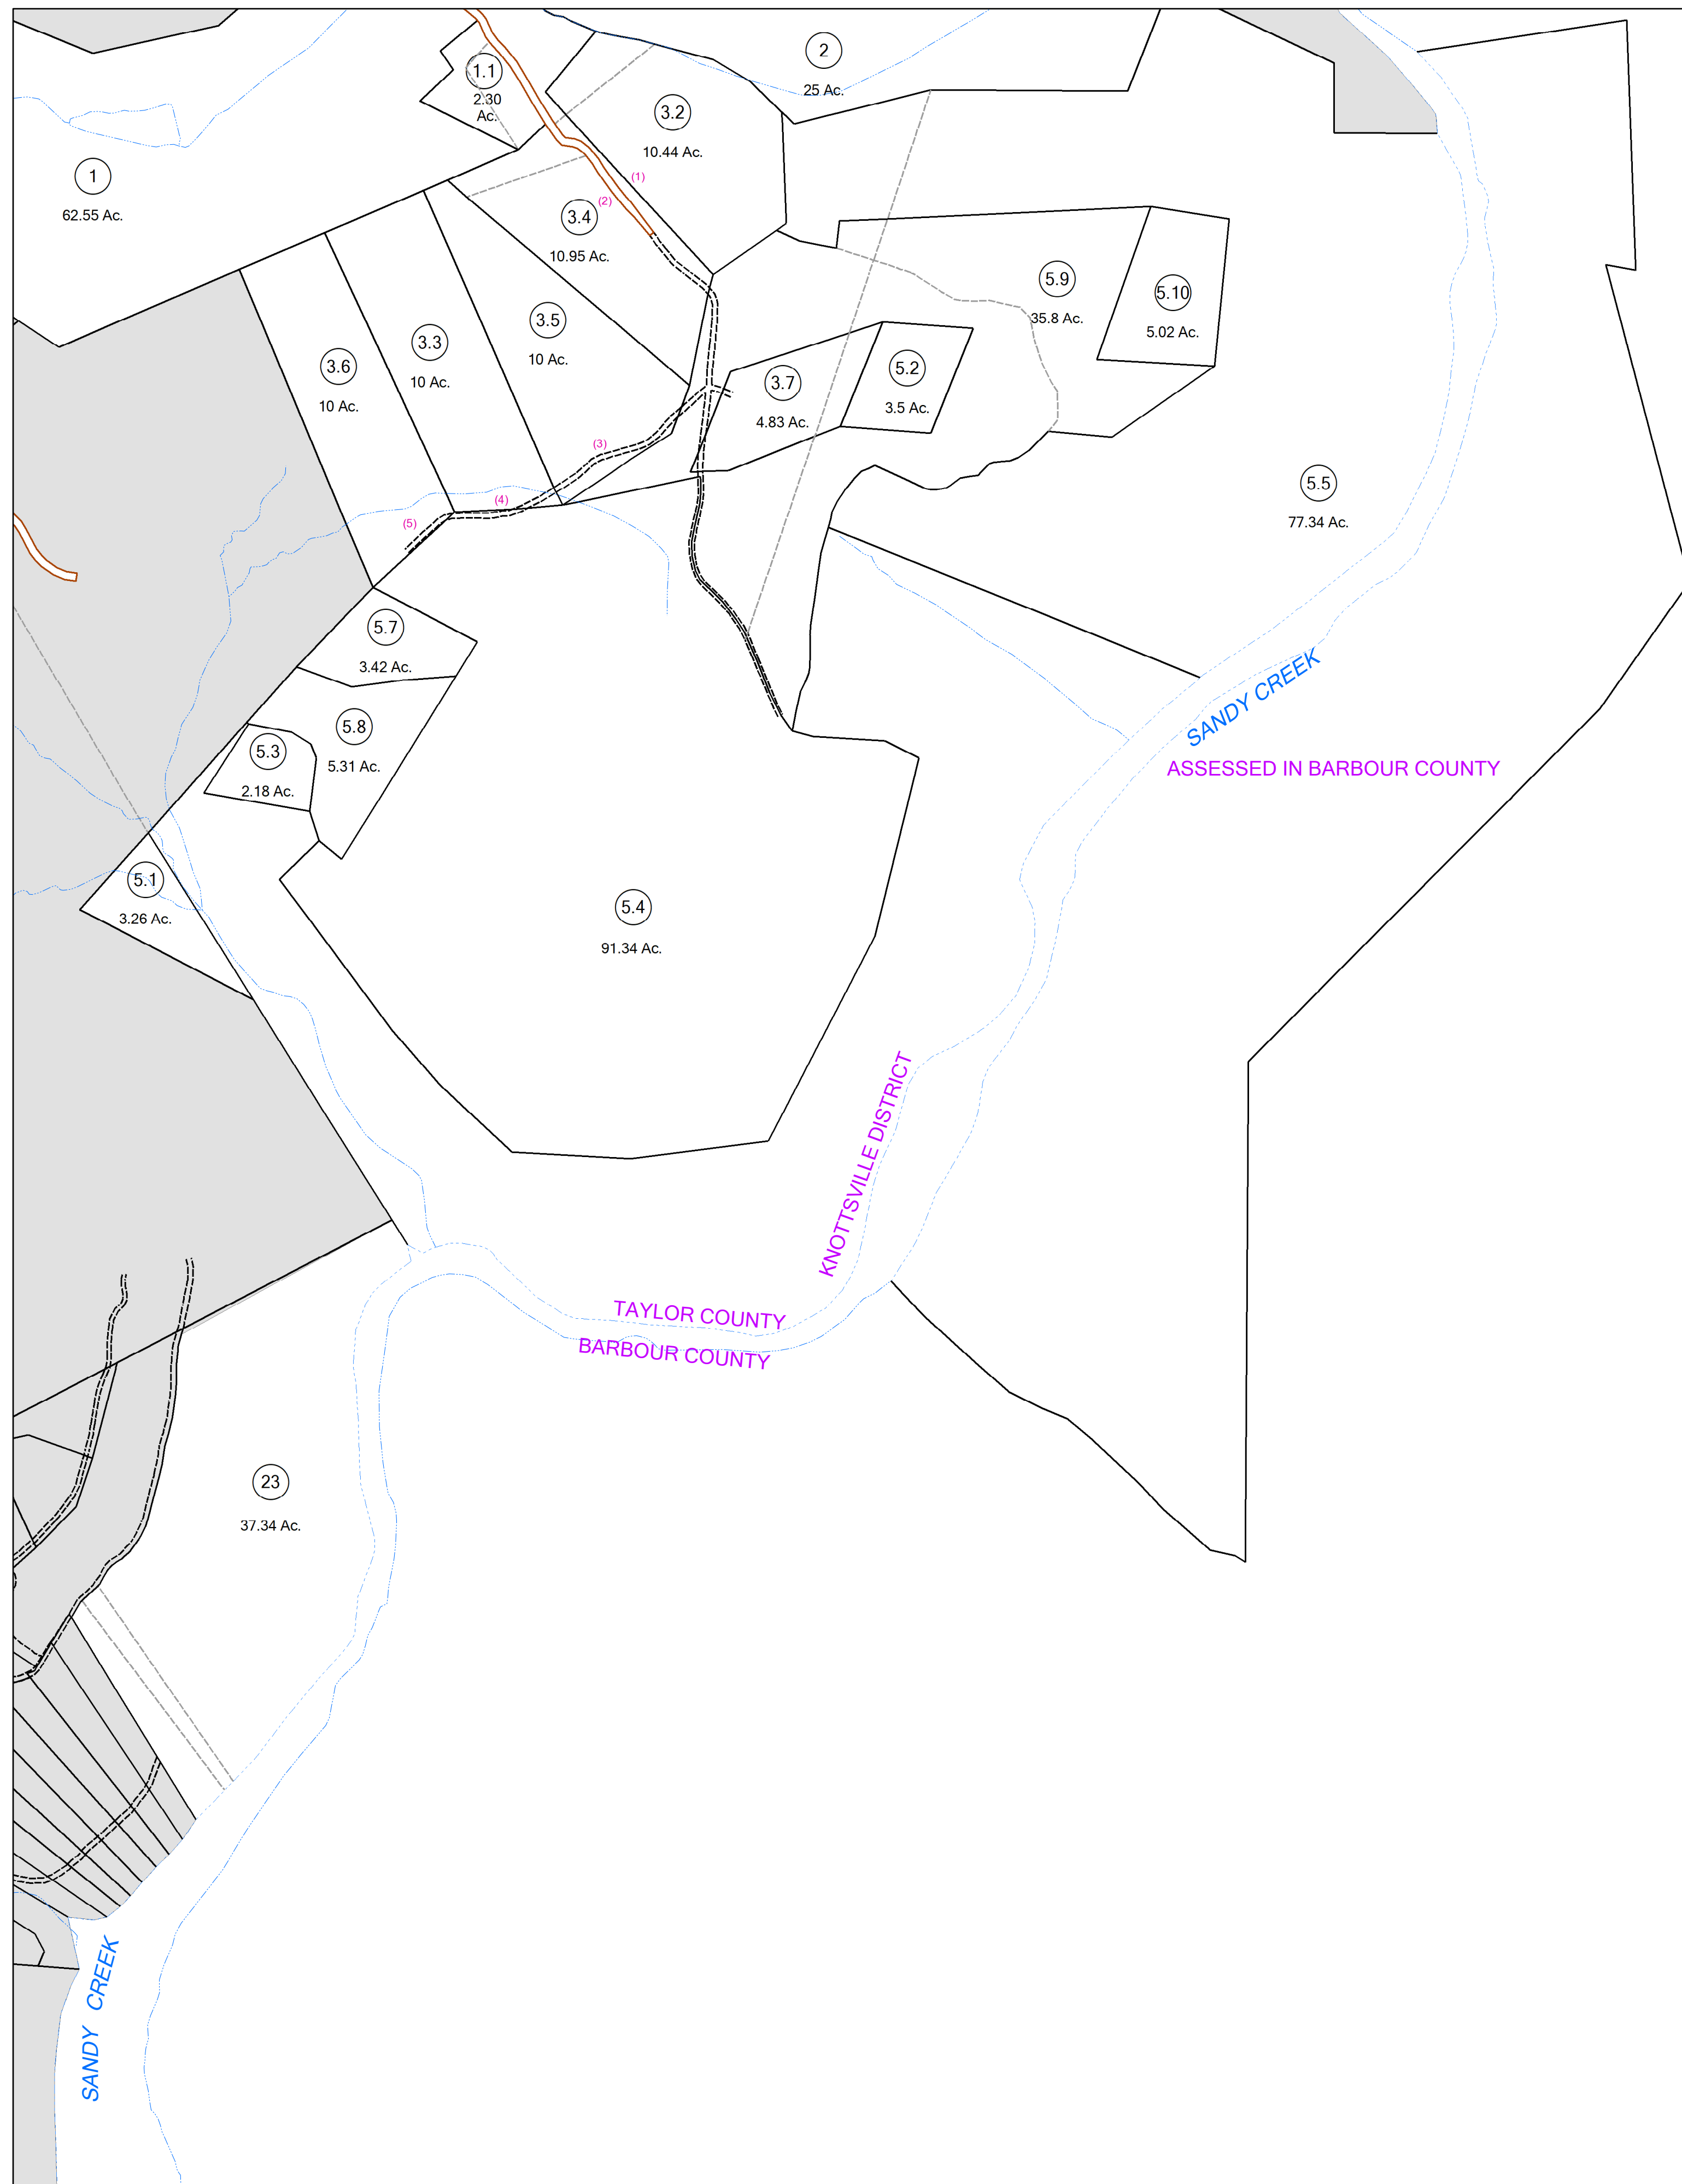 2
25 Ac.
1.1
2.30
Ac.
3.2
10.44 Ac.
1
62.55 Ac.
(1)
(2)
3.4
10.95 Ac.
5.9
35.8 Ac.
5.10
5.02 Ac.
3.5
10 Ac.
3.3
10 Ac.
3.6
10 Ac.
3.7
4.83 Ac.
5.2
3.5 Ac.
(3)
(4)
(5)
5.5
77.34 Ac.
5.7
3.42 Ac.
5.8
5.31 Ac.
5.3
2.18 Ac.
SANDY CREEK
ASSESSED IN BARBOUR COUNTY
5.1
3.26 Ac.
5.4
91.34 Ac.
KNOTTSVILLE DISTRICT
TAYLOR COUNTY
BARBOUR COUNTY
23
37.34 Ac.
SANDY CREEK